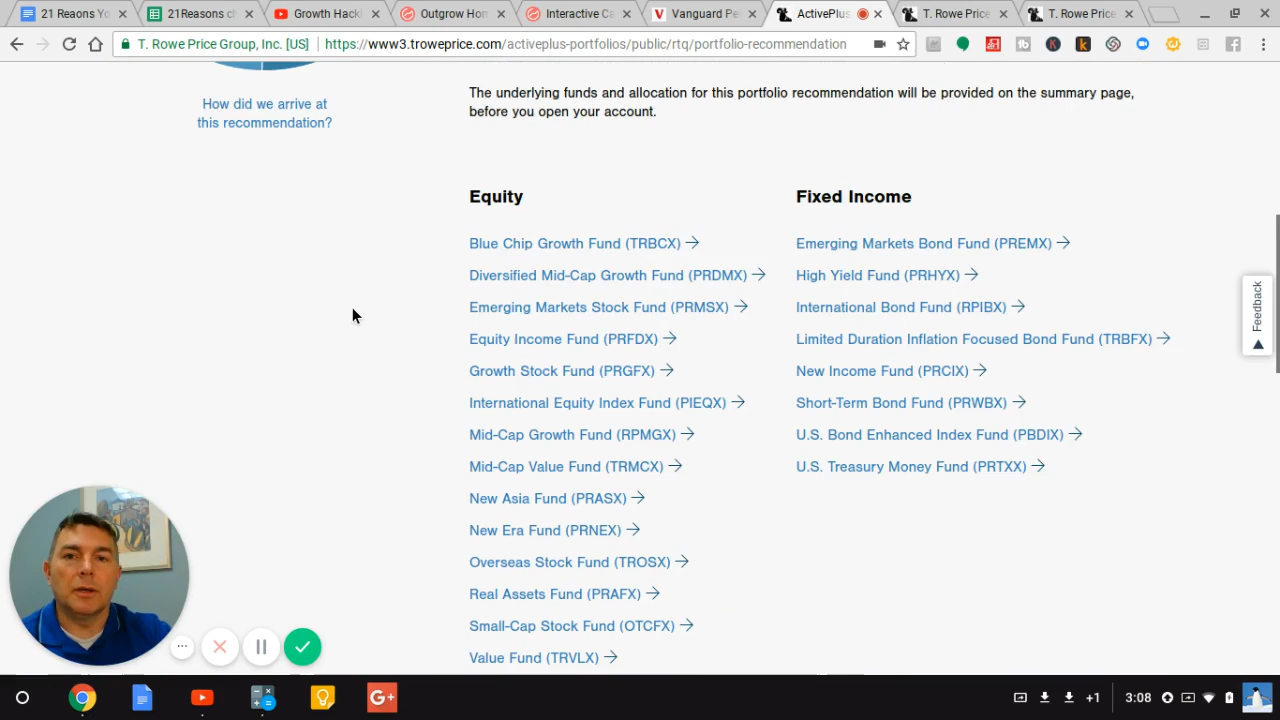 21 Reaons Yo
21Reasons ch
Growth Hacki
Outgrow Hon
Interactive Ca
Vanguard Pe
ActivePlus
T. Rowe Price
T. Rowe Price
T. Rowe Price Group, Inc. [US]
https://www3.troweprice.com/activeplus-portfolios/public/rtq/portfolio-recommendation
How did we arrive at
this recommendation?
The underlying funds and allocation for this portfolio recommendation will be provided on the summary page,
before you open your account.
Equity
Blue Chip Growth Fund (TRBCX)
Diversified Mid-Cap Growth Fund (PRDMX)
Emerging Markets Stock Fund (PRMSX)
Equity Income Fund (PRFDX)
Growth Stock Fund (PRGFX)
International Equity Index Fund (PIEQX)
Mid-Cap Growth Fund (RPMGX)
Mid-Cap Value Fund (TRMCX)
New Asia Fund (PRASX)
New Era Fund (PRNEX)
Overseas Stock Fund (TROSX)
Real Assets Fund (PRAFX)
Small-Cap Stock Fund (OTCFX)
Value Fund (TRVLX)
Fixed Income
Emerging Markets Bond Fund (PREMX)
High Yield Fund (PRHYX)
International Bond Fund (RPIBX)
Limited Duration Inflation Focused Bond Fund (TRBFX)
New Income Fund (PRCIX)
Short-Term Bond Fund (PRWBX)
U.S. Bond Enhanced Index Fund (PBDIX)
U.S. Treasury Money Fund (PRTXX)
Feedback
G+
+1
3:08